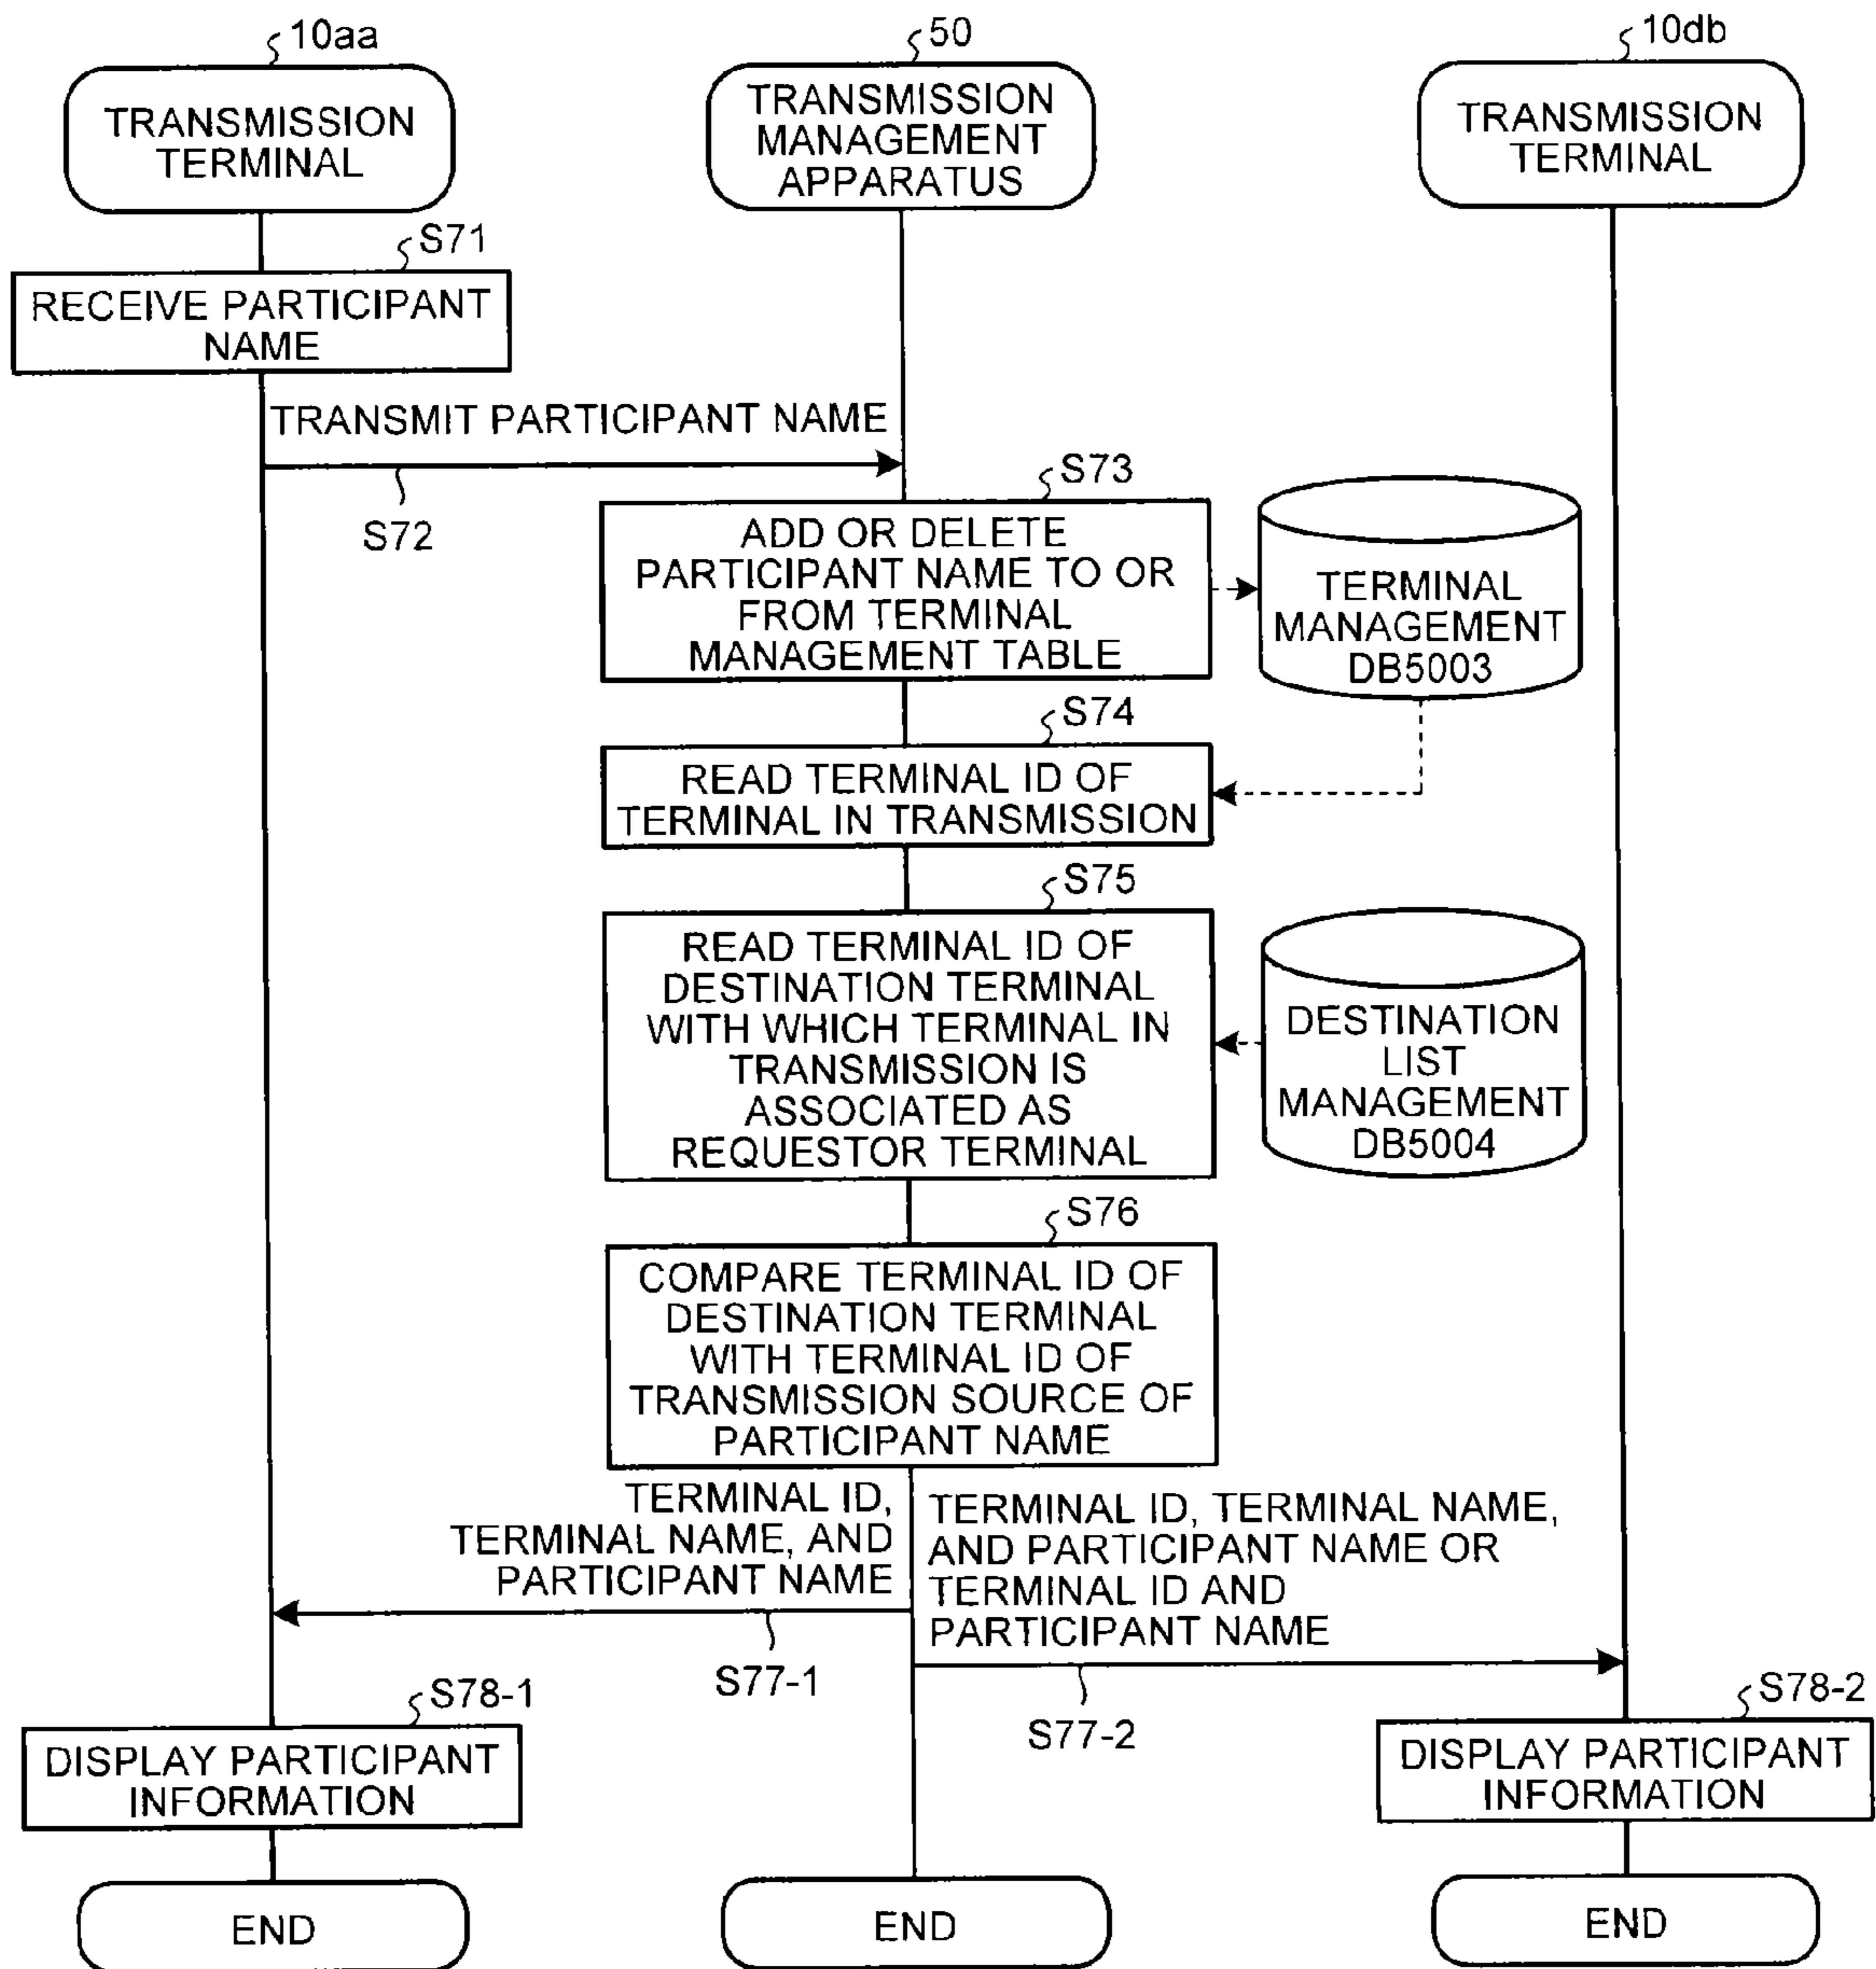 10aa
50
10db
TRANSMISSION
TERMINAL
TRANSMISSION
MANAGEMENT
APPARATUS
TRANSMISSION
TERMINAL
S71
RECEIVE PARTICIPANT
NAME
TRANSMIT PARTICIPANT NAME
S72
S73
ADD OR DELETE
PARTICIPANT NAME TO OR
FROM TERMINAL
MANAGEMENT TABLE
TERMINAL
MANAGEMENT
DB5003
S74
READ TERMINAL ID OF
TERMINAL IN TRANSMISSION
S75
READ TERMINAL ID OF
DESTINATION TERMINAL
WITH WHICH TERMINAL IN
TRANSMISSION IS
ASSOCIATED AS
REQUESTOR TERMINAL
DESTINATION
LIST
MANAGEMENT
DB5004
S76
COMPARE TERMINAL ID OF
DESTINATION TERMINAL
WITH TERMINAL ID OF
TRANSMISSION SOURCE OF
PARTICIPANT NAME
TERMINAL ID,
TERMINAL NAME, AND
PARTICIPANT NAME
S77-1
TERMINAL ID, TERMINAL NAME,
AND PARTICIPANT NAME OR
TERMINAL ID AND
PARTICIPANT NAME
S77-2
S78-1
DISPLAY PARTICIPANT
INFORMATION
S78-2
DISPLAY PARTICIPANT
INFORMATION
END
END
END